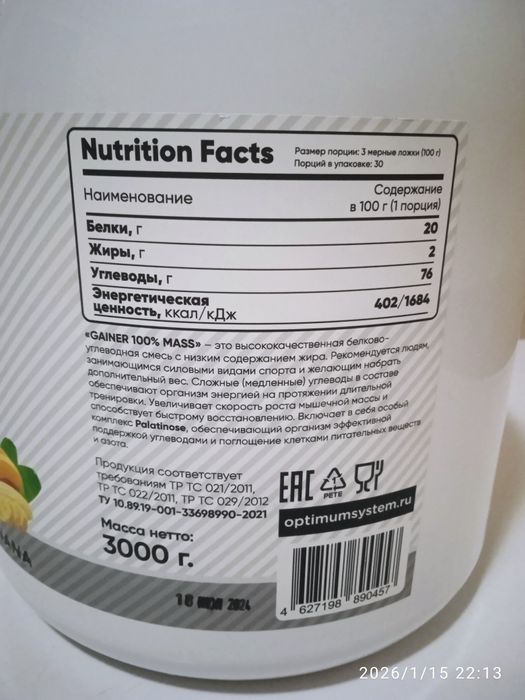 Nutrition Facts
Размер порции: 3 мерные ложки (100 г)
Порций в упаковке: 30
Наименование
Содержание
в 100 г (1 порция)
Белки, г
20
Жиры, г
2
Углеводы, г
76
Энергетическая
ценность, ккал/кДж
402/1684
«GAINER 100% MASS» – это высококачественная белково-
углеводная смесь с низким содержанием жира. Рекомендуется людям,
занимающимся силовыми видами спорта и желающим набрать
дополнительный вес. Сложные (медленные) углеводы в составе
обеспечивают организм энергией на протяжении длительной
тренировки. Увеличивает скорость роста мышечной массы и
способствует быстрому восстановлению. Включает в себя особый
комплекс Palatinose, обеспечивающий организм эффективной
поддержкой углеводами и поглощение клетками питательных веществ
и азота.
Продукция соответствует
требованиям ТР ТС 021/2011,
ТР ТС 022/2011, ТР ТС 029/2012
ТУ 10.89.19-001-33698990-2021
Масса нетто:
3000 г.
EAC
1
PETE
optimumsystem.ru
4 627198 890457
2024
2026/1/15 22:13